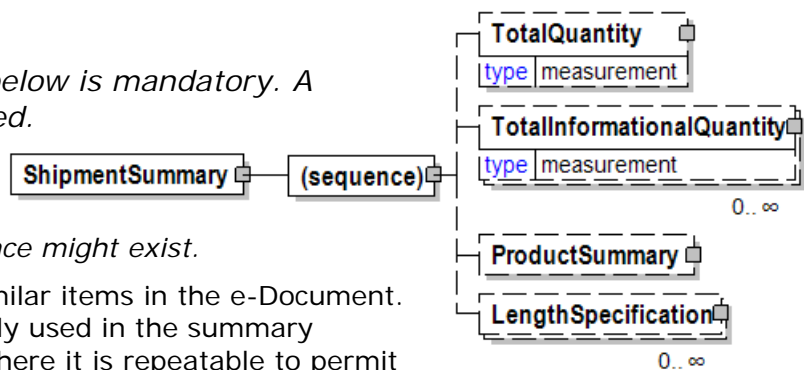 TotalQuantity
type measurement
below is mandatory. A
ed.
TotalInformationalQuantity
type measurement
0.. ∞
ShipmentSummary
(sequence)
nce might exist.
ProductSummary
milar items in the e-Document.
ly used in the summary
LengthSpecification
here it is repeatable to permit
0.. ∞